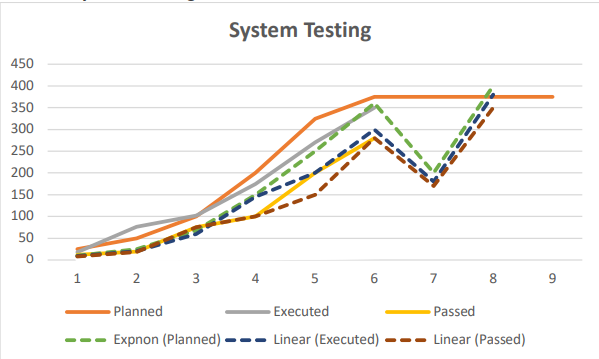 System Testing
450
400
350
300
250
200
150
100
50
0
1 2 3 4 5 6 7 8 9
Planned Executed Passed
Expnon (Planned) Linear (Executed) Linear (Passed)